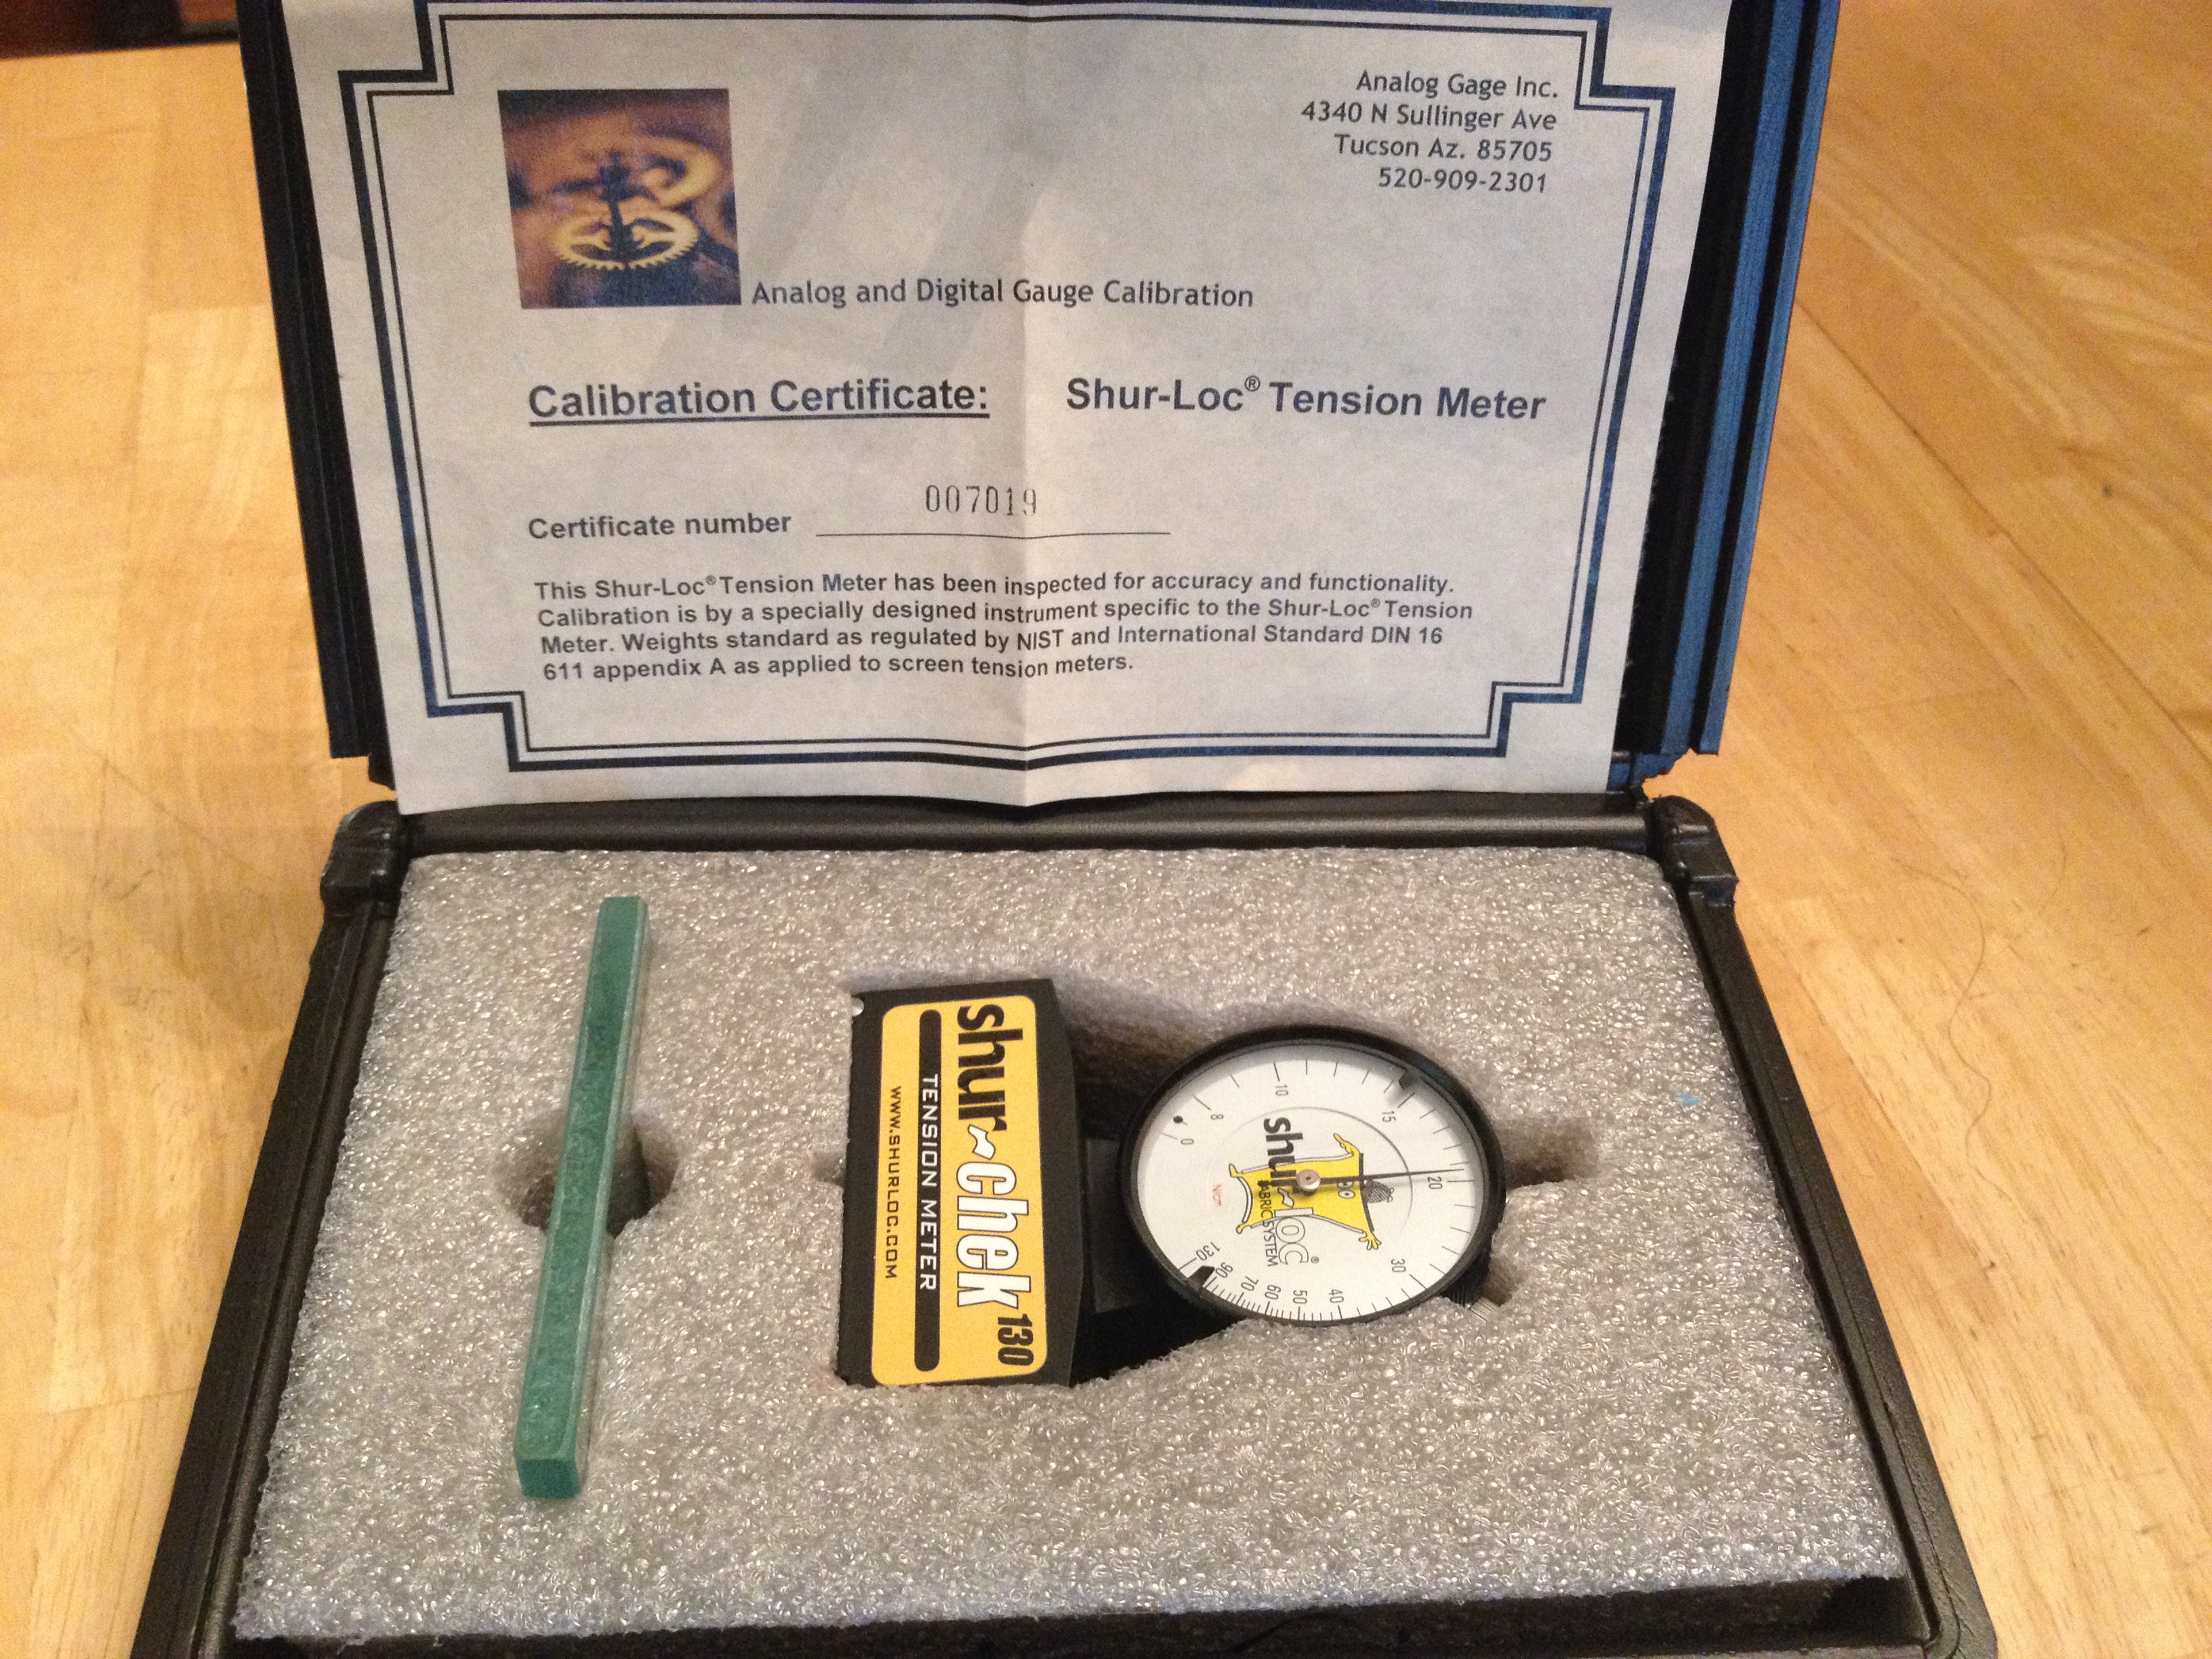 Analog Gage Inc.
4340 N Sullinger Ave
Tucson Az. 85705
520-909-2301
Analog and Digital Gauge Calibration
Calibration Certificate: Shur-Loc® Tension Meter
007019
Certificate number
This Shur-Loc® Tension Meter has been inspected for accuracy and functionality.
Calibration is by a specially designed instrument specific to the Shur-Loc® Tension
Meter. Weights standard as regulated by NIST and International Standard DIN 16
611 appendix A as applied to screen tension meters.
shur chek 130
TENSION METER
WWW.SHURLOC.COM
0
8
10
15
20
30
40
50
60
70
90
130
shur LOC®
FABRIC SYSTEM
N/cm